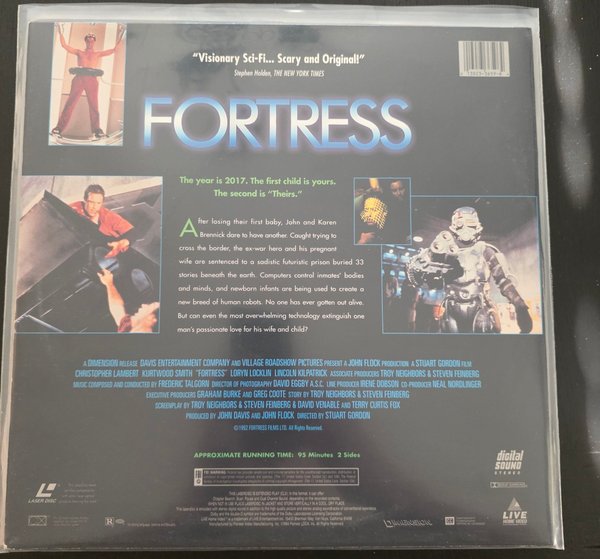 "Visionary Sci-Fi... Scary and Original!"
Stephen Holden, THE NEW YORK TIMES
FORTRESS
The year is 2017. The first child is yours.
The second is "Theirs."
After losing their first baby, John and Karen
Brennick dare to have another. Caught trying to
cross the border, the ex-war hero and his pregnant
wife are sentenced to a sadistic futuristic prison buried 33
stories beneath the earth. Computers control inmates' bodies
and minds, and newborn infants are being used to create a
new breed of human robots. No one has ever gotten out alive.
But can even the most overwhelming technology extinguish one
man's passionate love for his wife and child?
A DIMENSION RELEASE DAVIS ENTERTAINMENT COMPANY AND VILLAGE ROADSHOW PICTURES PRESENT A JOHN FLOCK PRODUCTION A STUART GORDON FILM
CHRISTOPHER LAMBERT KURTWOOD SMITH "FORTRESS" LORYN LOCKLIN LINCOLN KILPATRICK ASSOCIATE PRODUCERS TROY NEIGHBORS & STEVEN FEINBERG
MUSIC COMPOSED AND CONDUCTED BY FREDERIC TALGORN DIRECTOR OF PHOTOGRAPHY DAVID EGGBY A.S.C. LINE PRODUCER IRENE DOBSON CO-PRODUCER NEAL NORDLINGER
EXECUTIVE PRODUCERS GRAHAM BURKE AND GREG COOTE STORY BY TROY NEIGHBORS & STEVEN FEINBERG
SCREENPLAY BY TROY NEIGHBORS & STEVEN FEINBERG & DAVID VENABLE AND TERRY CURTIS FOX
PRODUCED BY JOHN DAVIS AND JOHN FLOCK DIRECTED BY STUART GORDON
©1992 FORTRESS FILMS LTD. All Rights Reserved.
APPROXIMATE RUNNING TIME: 95 Minutes 2 Sides
digital
SOUND
STEREO
FBI WARNING:
LASER DISC
R
DIMENSION
LIVE
HOME VIDEO